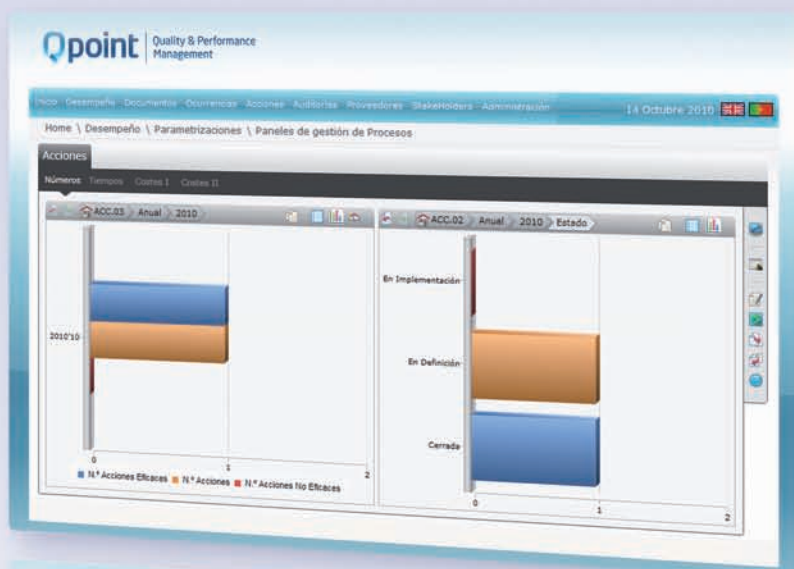 Qpoint
Quality & Performance
Management
Inicio Desempeño Documentos Ocurrencias Acciones Auditorías Proveedores StakeHolders Administración
14 Octubre 2010
Home \ Desempeño \ Parametrizaciones \ Paneles de gestión de Procesos
Acciones
Números Tiempos Costes I Costes II
ACC.03 Anual 2010
2010'10
0 1 2
N.º Acciones Eficaces N.º Acciones N.º Acciones No Eficaces
ACC.02 Anual 2010 Estado
En Implementación
En Definición
Cerrada
0 1 2